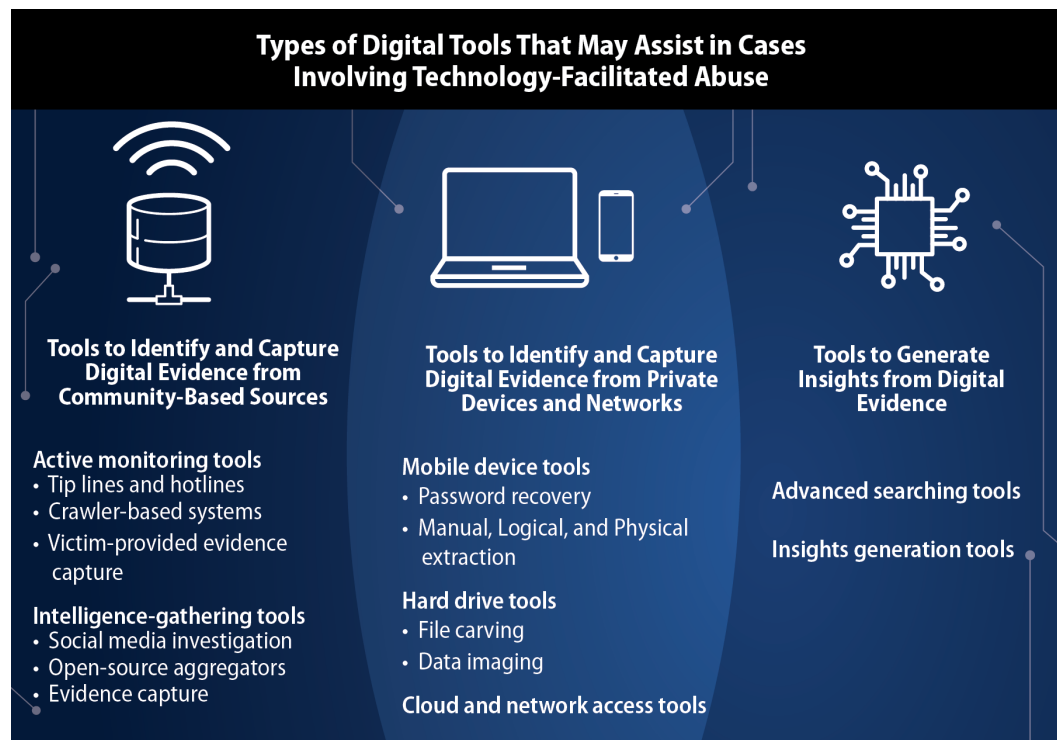 Types of Digital Tools That May Assist in Cases
Involving Technology-Facilitated Abuse
Tools to Identify and Capture
Digital Evidence from
Community-Based Sources
Active monitoring tools
• Tip lines and hotlines
• Crawler-based systems
• Victim-provided evidence
capture
Intelligence-gathering tools
• Social media investigation
• Open-source aggregators
• Evidence capture
Tools to Identify and Capture
Digital Evidence from Private
Devices and Networks
Mobile device tools
• Password recovery
• Manual, Logical, and Physical
extraction
Hard drive tools
• File carving
• Data imaging
Cloud and network access tools
Tools to Generate
Insights from Digital
Evidence
Advanced searching tools
Insights generation tools